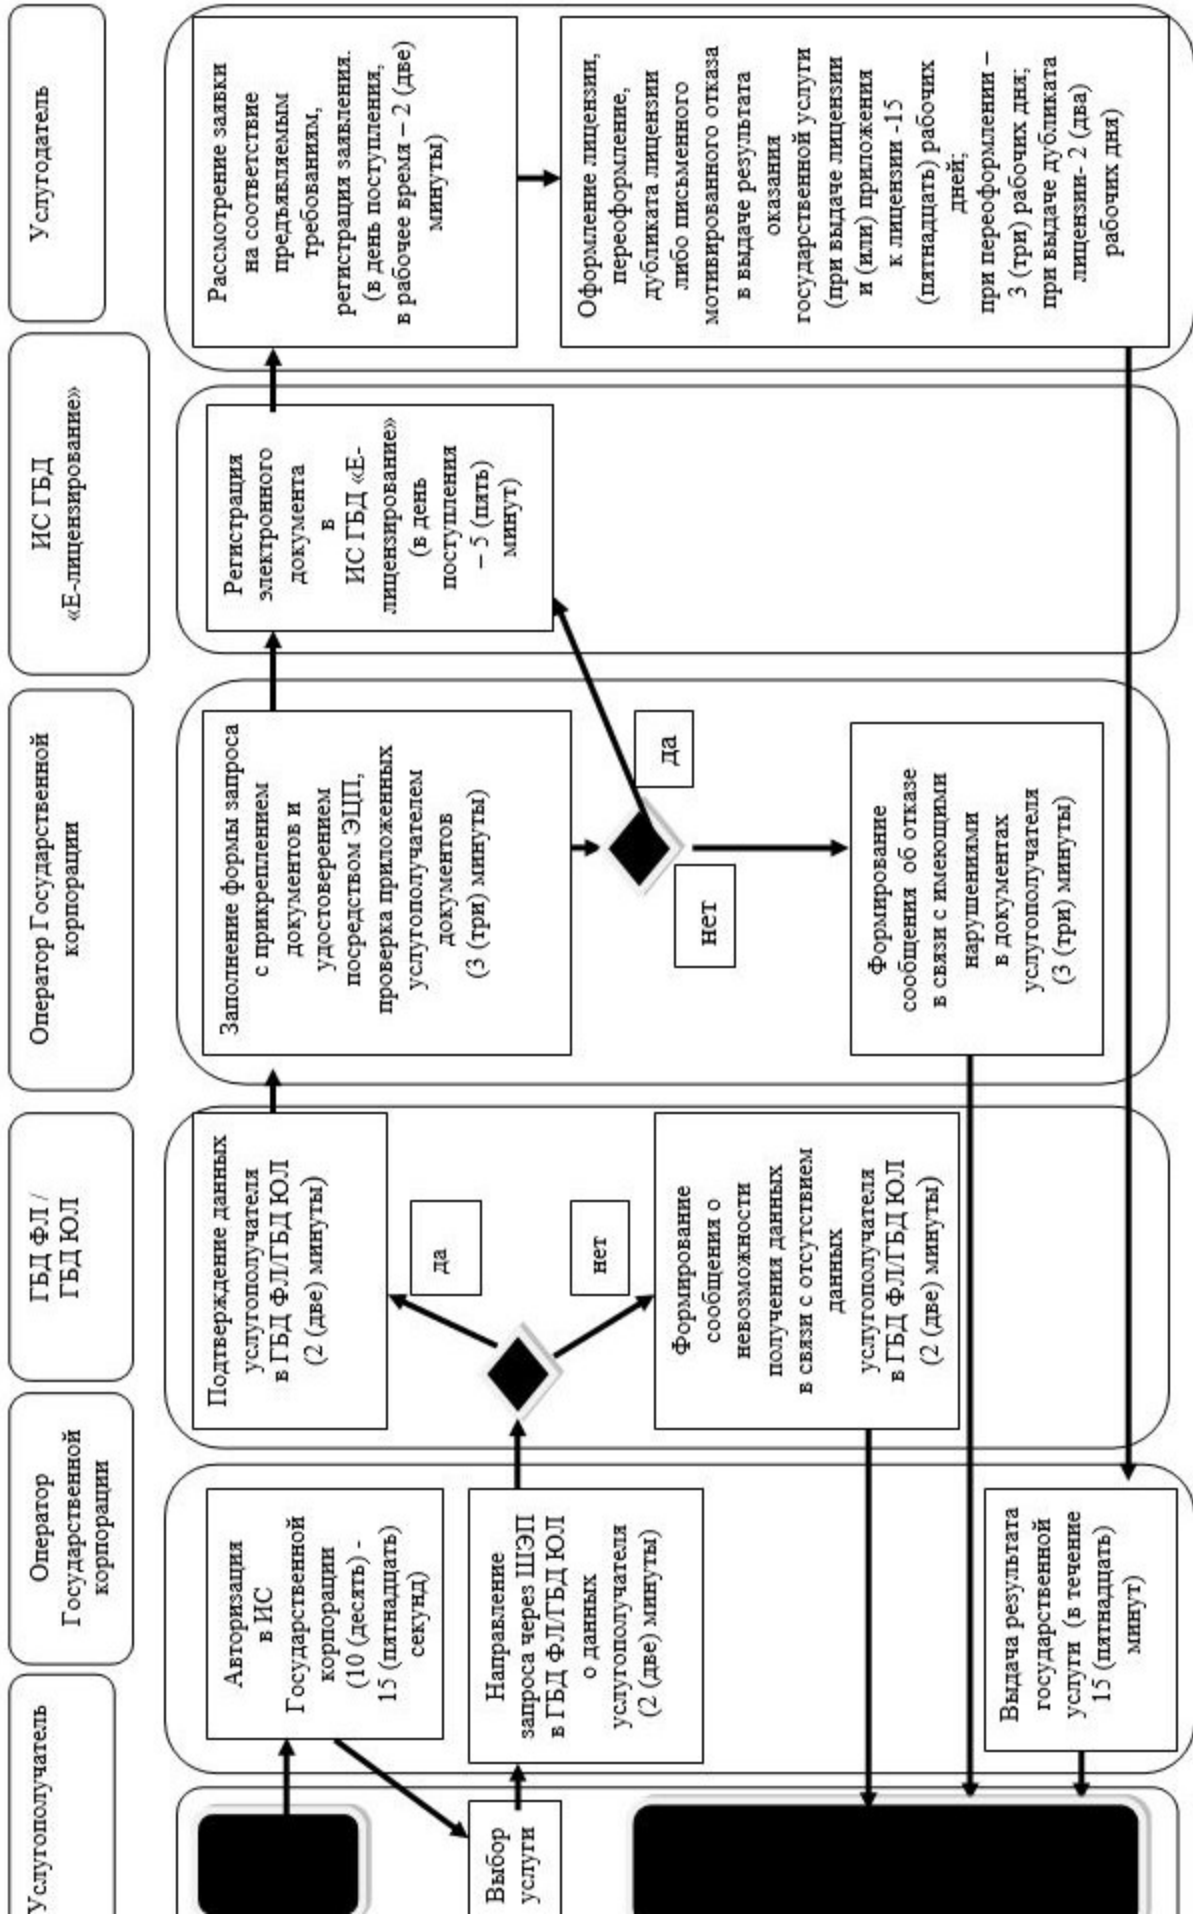 Услугополучатель
Оператор
Государственной
корпорации
ГБД ФЛ /
ГБД ЮЛ
Оператор Государственной
корпорации
ИС ГБД
«Е-лицензирование»
Услугодатель
Выбор
услуги
Авторизация
в ИС
Государственной
корпорации
(10 (десять) -
15 (пятнадцать)
секунд)
Направление
запроса через ШЭП
в ГБД ФЛ/ГБД ЮЛ
о данных
услугополучателя
(2 (две) минуты)
Выдача результата
государственной
услуги (в течение
15 (пятнадцать)
минут)
Подтверждение данных
услугополучателя
в ГБД ФЛ/ГБД ЮЛ
(2 (две) минуты)
да
нет
Формирование
сообщения о
невозможности
получения данных
в связи с отсутствием
данных
услугополучателя
в ГБД ФЛ/ГБД ЮЛ
(2 (две) минуты)
Заполнение формы запроса
с прикреплением
документов и
удостоверением
посредством ЭЦП,
проверка приложенных
услугополучателем
документов
(3 (три) минуты)
да
нет
Формирование
сообщения об отказе
в связи с имеющими
нарушениями
в документах
услугополучателя
(3 (три) минуты)
Регистрация
электронного
документа
в
ИС ГБД «Е-
лицензирование»
(в день
поступления
– 5 (пять)
минут)
Рассмотрение заявки
на соответствие
предъявляемым
требованиям,
регистрация заявления.
(в день поступления,
в рабочее время – 2 (две)
минуты)
Оформление лицензии,
переоформление,
дубликата лицензии
либо письменного
мотивированного отказа
в выдаче результата
оказания
государственной услуги
(при выдаче лицензии
и (или) приложения
к лицензии -15
(пятнадцать) рабочих
дней;
при переоформлении –
3 (три) рабочих дня;
при выдаче дубликата
лицензии- 2 (два)
рабочих дня)